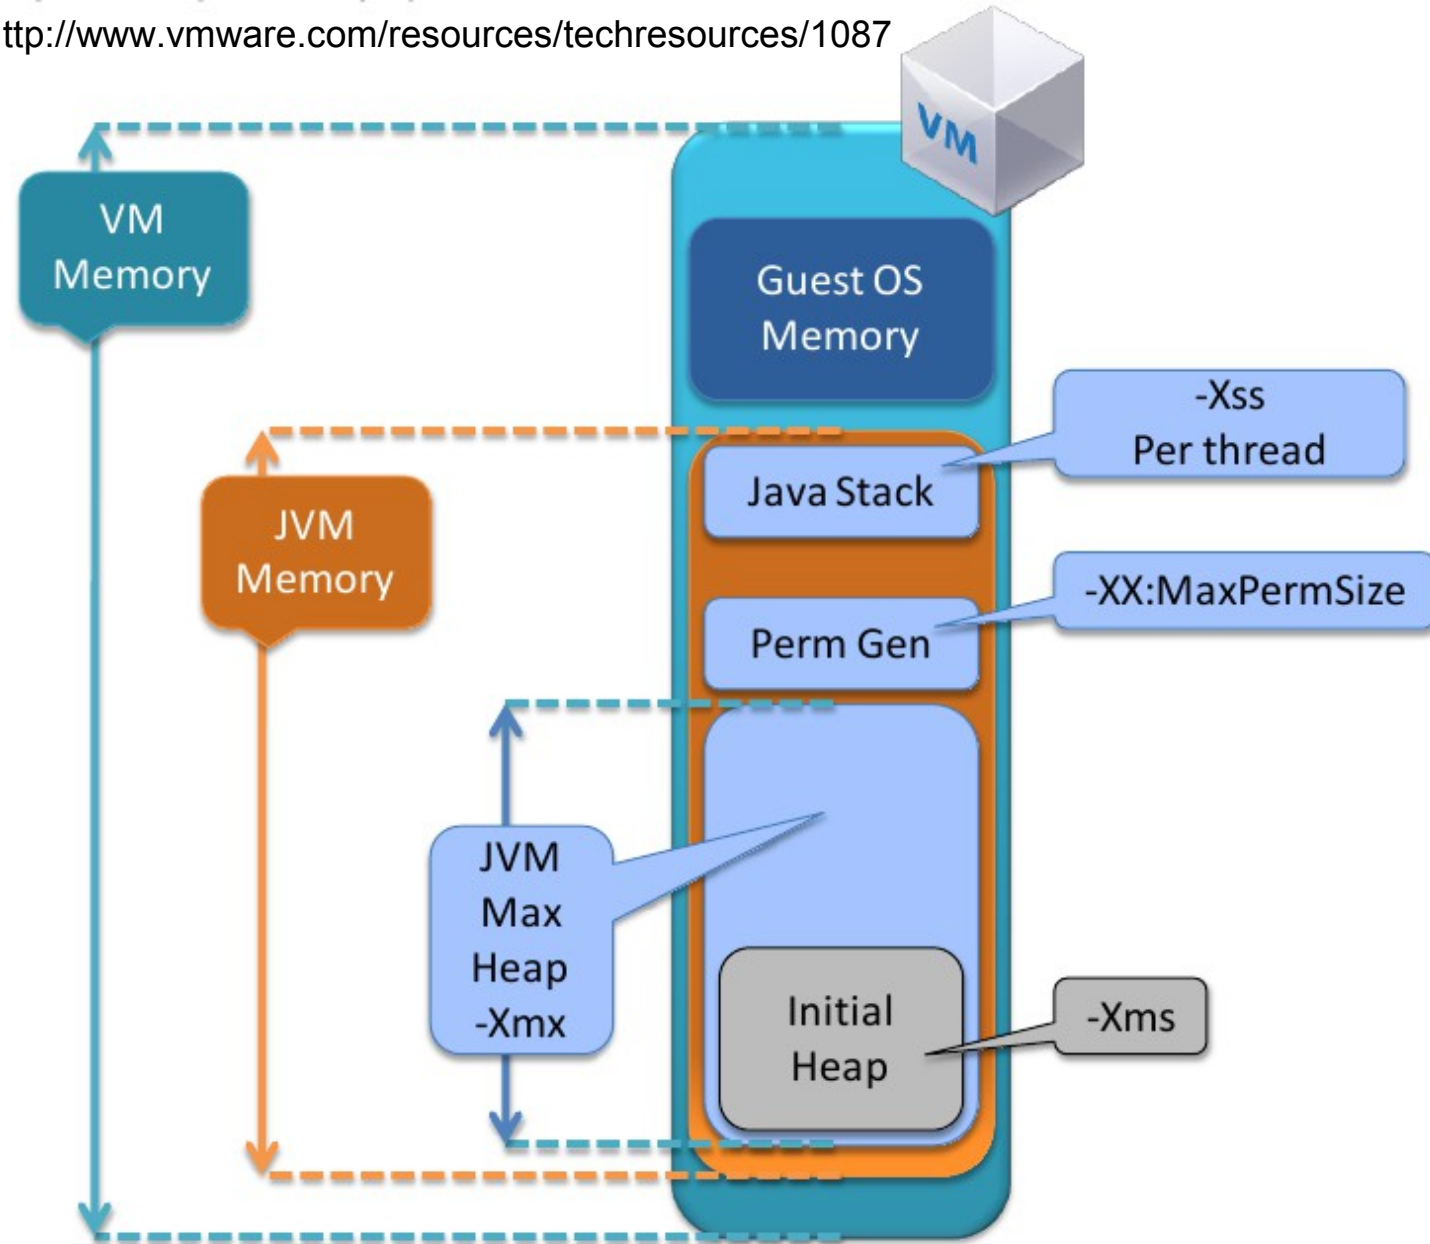 ttp://www.vmware.com/resources/techresources/1087
VM
VM
Memory
Guest OS
Memory
-Xss
Per thread
Java Stack
JVM
Memory
-XX:MaxPermSize
Perm Gen
JVM
Max
Heap
-Xmx
Initial
Heap
-Xms